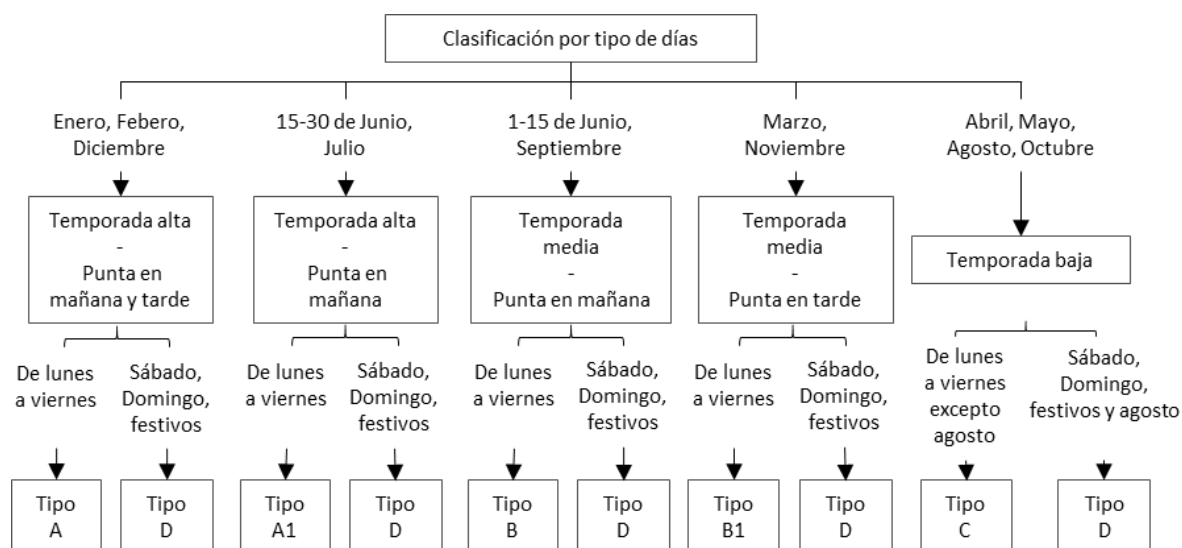 Clasificación por tipo de días
Enero, Febero,
Diciembre
15-30 de Junio,
Julio
1-15 de Junio,
Septiembre
Marzo,
Noviembre
Abril, Mayo,
Agosto, Octubre
Temporada alta
-
Punta en
mañana y tarde
Temporada alta
-
Punta en
mañana
Temporada
media
-
Punta en mañana
Temporada
media
-
Punta en tarde
Temporada baja
De lunes
a viernes
Sábado,
Domingo,
festivos
De lunes
a viernes
Sábado,
Domingo,
festivos
De lunes
a viernes
Sábado,
Domingo,
festivos
De lunes
a viernes
Sábado,
Domingo,
festivos
De lunes
a viernes
excepto
agosto
Sábado,
Domingo,
festivos y agosto
Tipo
A
Tipo
D
Tipo
A1
Tipo
D
Tipo
B
Tipo
D
Tipo
B1
Tipo
D
Tipo
C
Tipo
D